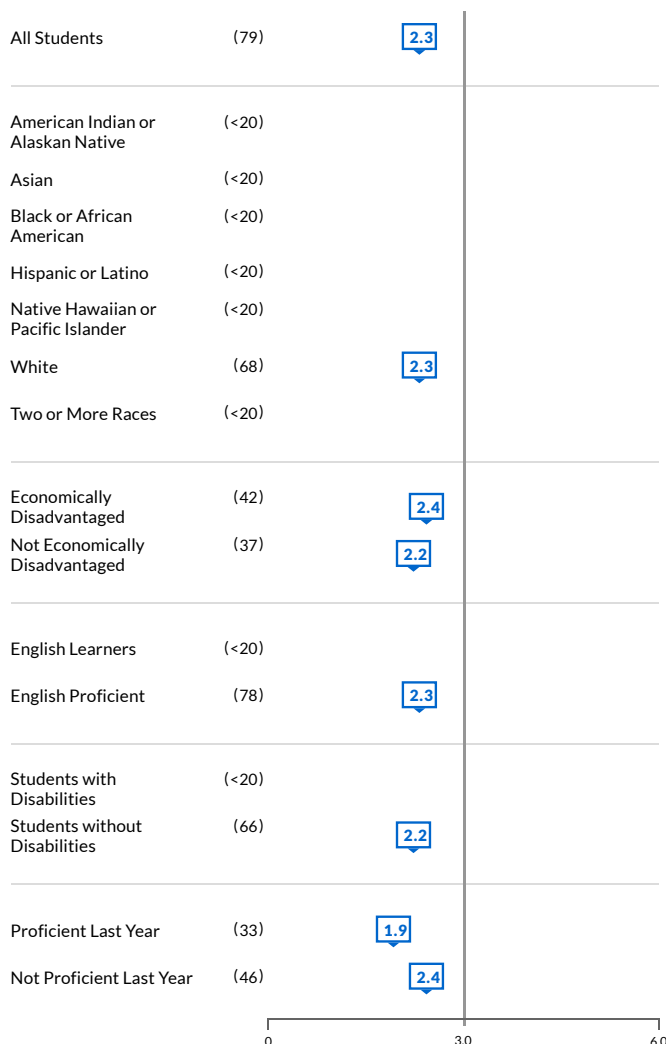 All Students (79) 2.3
American Indian or (<20)
Alaskan Native
Asian (<20)
Black or African (<20)
American
Hispanic or Latino (<20)
Native Hawaiian or (<20)
Pacific Islander
White (68) 2.3
Two or More Races (<20)
Economically (42) 2.4
Disadvantaged
Not Economically (37) 2.2
Disadvantaged
English Learners (<20)
English Proficient (78) 2.3
Students with (<20)
Disabilities
Students without (66) 2.2
Disabilities
Proficient Last Year (33) 1.9
Not Proficient Last Year (46) 2.4
0 3.0 6.0